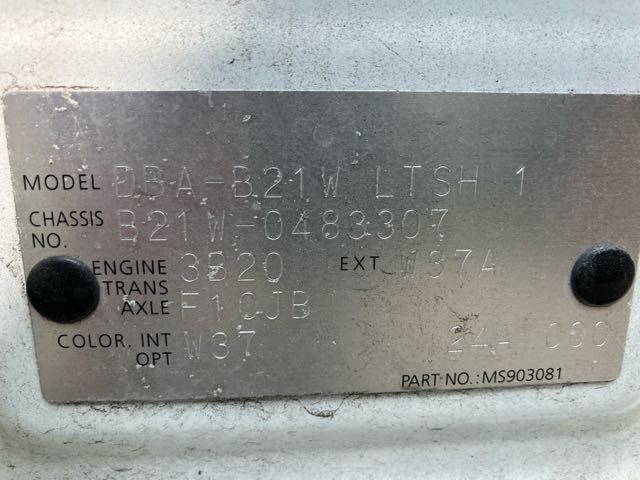 MODEL DBA-B21W LTSH 1
CHASSIS NO. B21W-0483307
ENGINE 3B20 EXT W37A
TRANS AXLE F1CJB
COLOR. INT OPT W37 24A 000
PART NO.: MS903081